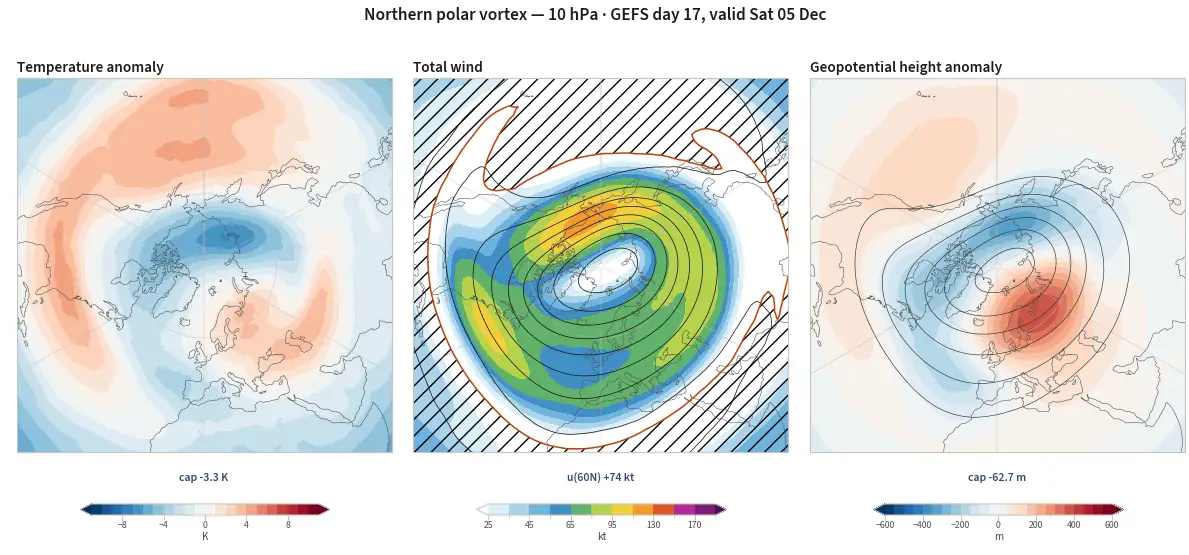 Northern polar vortex — 10 hPa · GEFS day 17, valid Sat 05 Dec
Temperature anomaly
Total wind
Geopotential height anomaly
cap -3.3 K
u(60N) +74 kt
cap -62.7 m
−8 −4 0 4 8
K
25 45 65 95 130 170
kt
−600 −400 −200 0 200 400 600
m